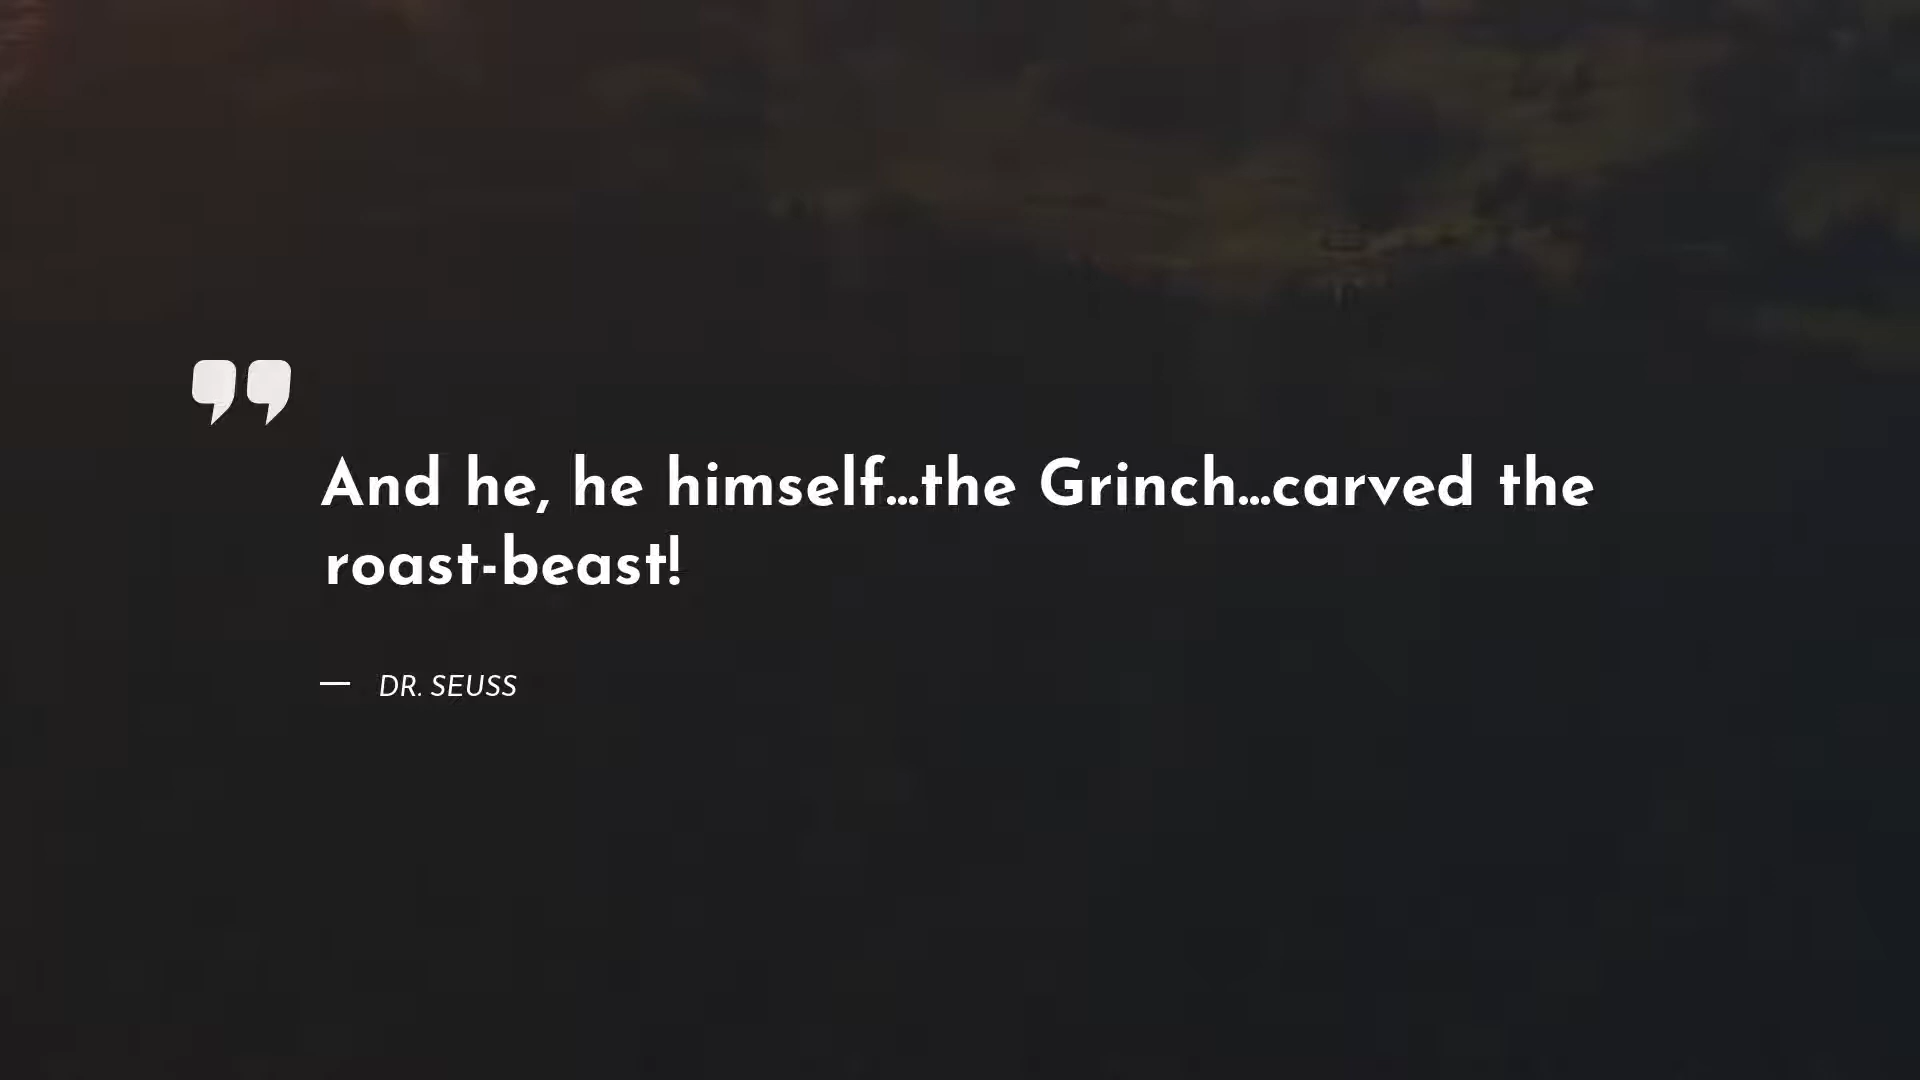 And he, he himself...the Grinch...carved the
roast-beast!
— DR. SEUSS